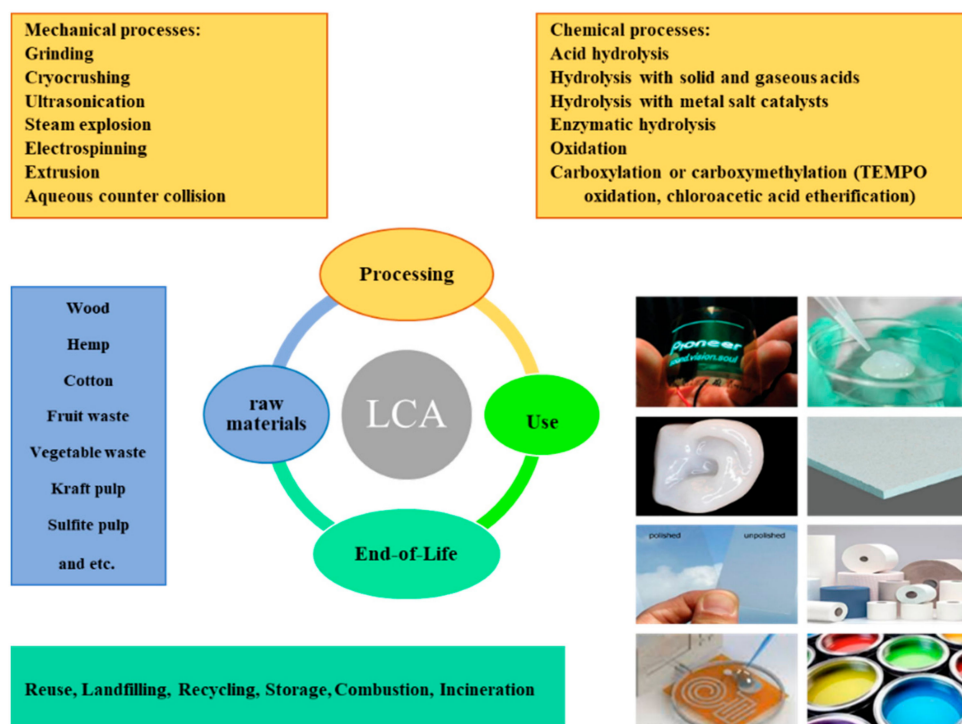 Mechanical processes:
Grinding
Cryocrushing
Ultrasonication
Steam explosion
Electrospinning
Extrusion
Aqueous counter collision
Chemical processes:
Acid hydrolysis
Hydrolysis with solid and gaseous acids
Hydrolysis with metal salt catalysts
Enzymatic hydrolysis
Oxidation
Carboxylation or carboxymethylation (TEMPO
oxidation, chloroacetic acid etherification)
Processing
Wood
Hemp
Cotton
Fruit waste
Vegetable waste
Kraft pulp
Sulfite pulp
and etc.
raw
materials
LCA
Use
End-of-Life
Pioneer
sound.vision.soul
polished
unpolished
Reuse, Landfilling, Recycling, Storage, Combustion, Incineration